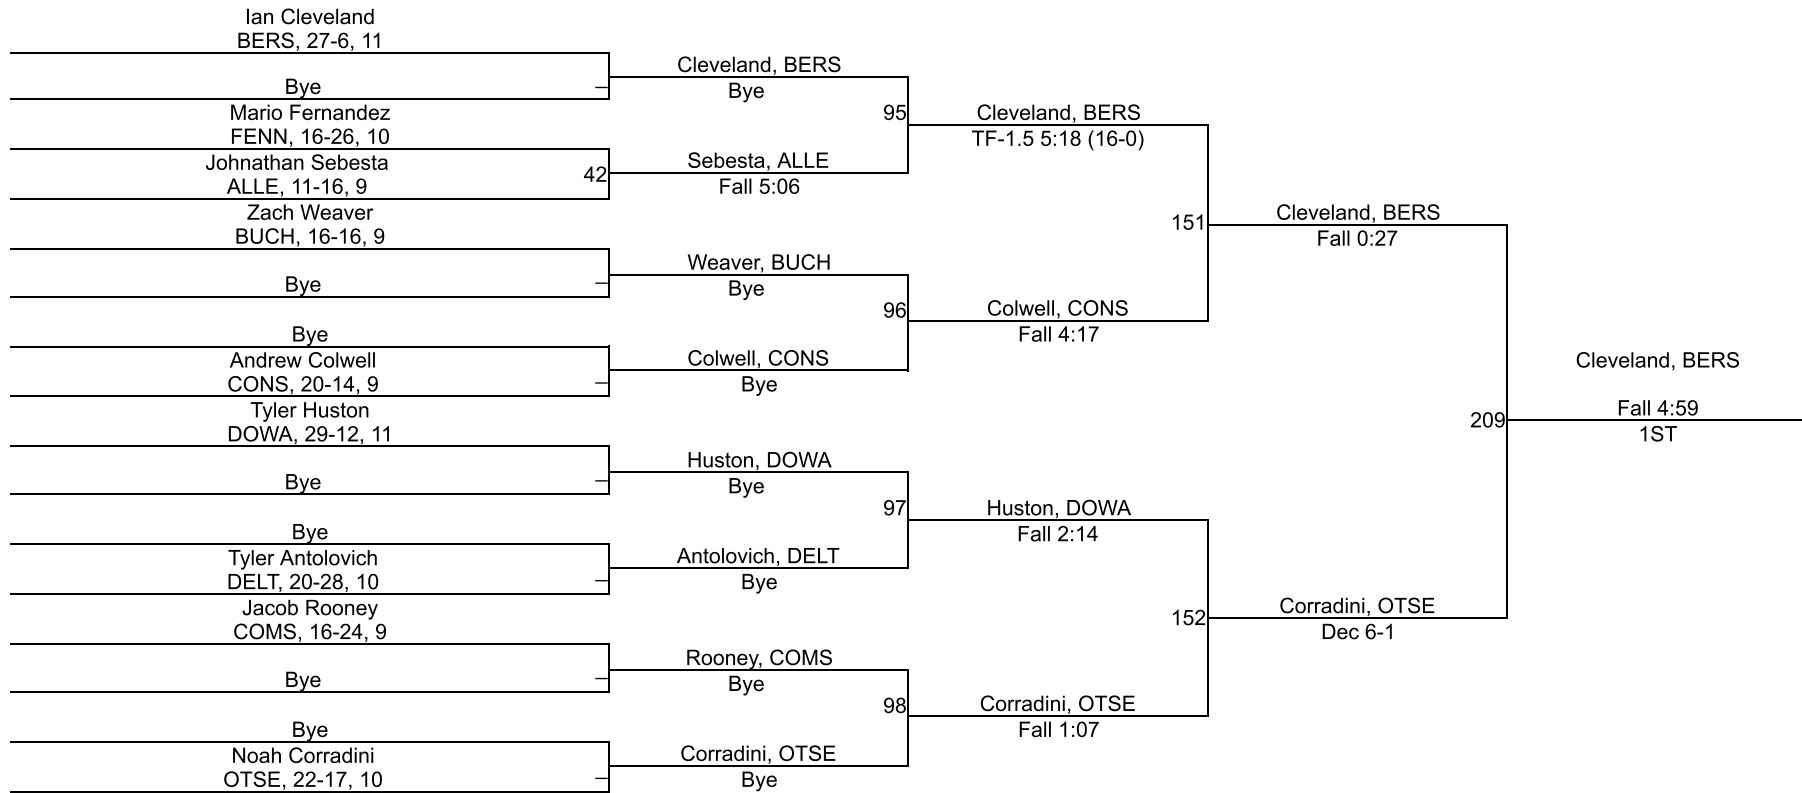 Ian Cleveland
BERS, 27-6, 11
Bye
–
Mario Fernandez
FENN, 16-26, 10
Johnathan Sebesta
ALLE, 11-16, 9
42
Zach Weaver
BUCH, 16-16, 9
Bye
–
Bye
Andrew Colwell
CONS, 20-14, 9
–
Tyler Huston
DOWA, 29-12, 11
Bye
–
Bye
Tyler Antolovich
DELT, 20-28, 10
–
Jacob Rooney
COMS, 16-24, 9
Bye
–
Bye
Noah Corradini
OTSE, 22-17, 10
–
Cleveland, BERS
Bye
95
Sebesta, ALLE
Fall 5:06
Weaver, BUCH
Bye
96
Colwell, CONS
Bye
Huston, DOWA
Bye
97
Antolovich, DELT
Bye
Rooney, COMS
Bye
98
Corradini, OTSE
Bye
Cleveland, BERS
TF-1.5 5:18 (16-0)
151
Colwell, CONS
Fall 4:17
Huston, DOWA
Fall 2:14
152
Corradini, OTSE
Fall 1:07
Cleveland, BERS
Fall 0:27
209
Corradini, OTSE
Dec 6-1
Cleveland, BERS
Fall 4:59
1ST